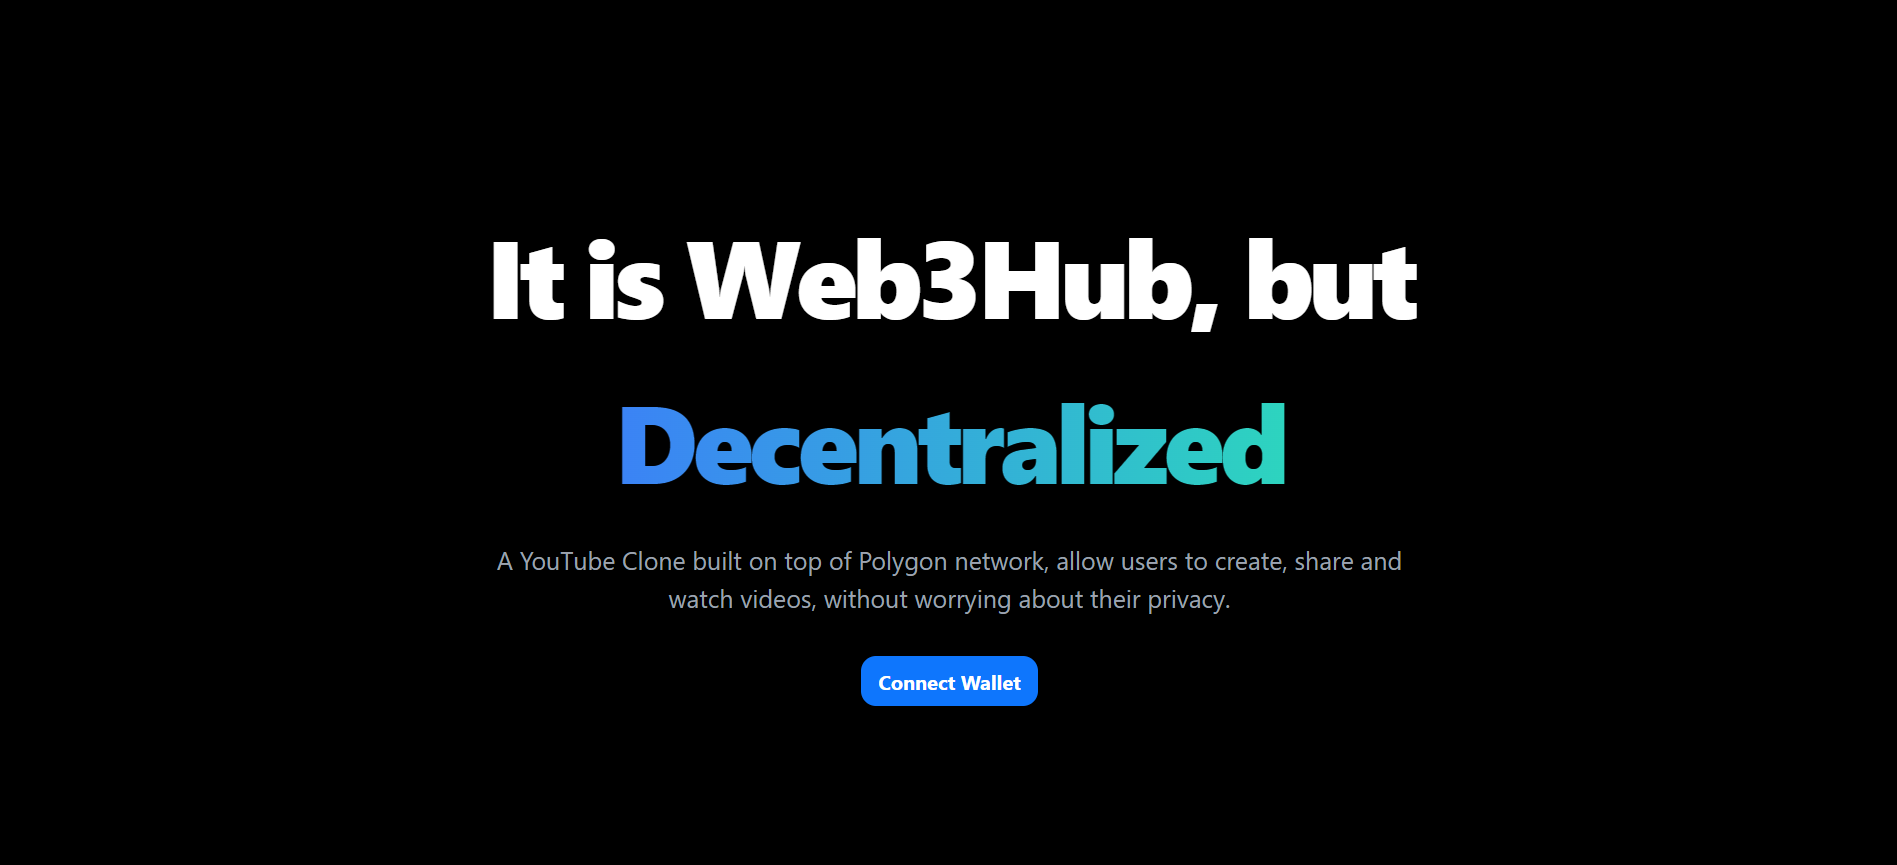 It is Web3Hub, but
Decentralized
A YouTube Clone built on top of Polygon network, allow users to create, share and
watch videos, without worrying about their privacy.
Connect Wallet